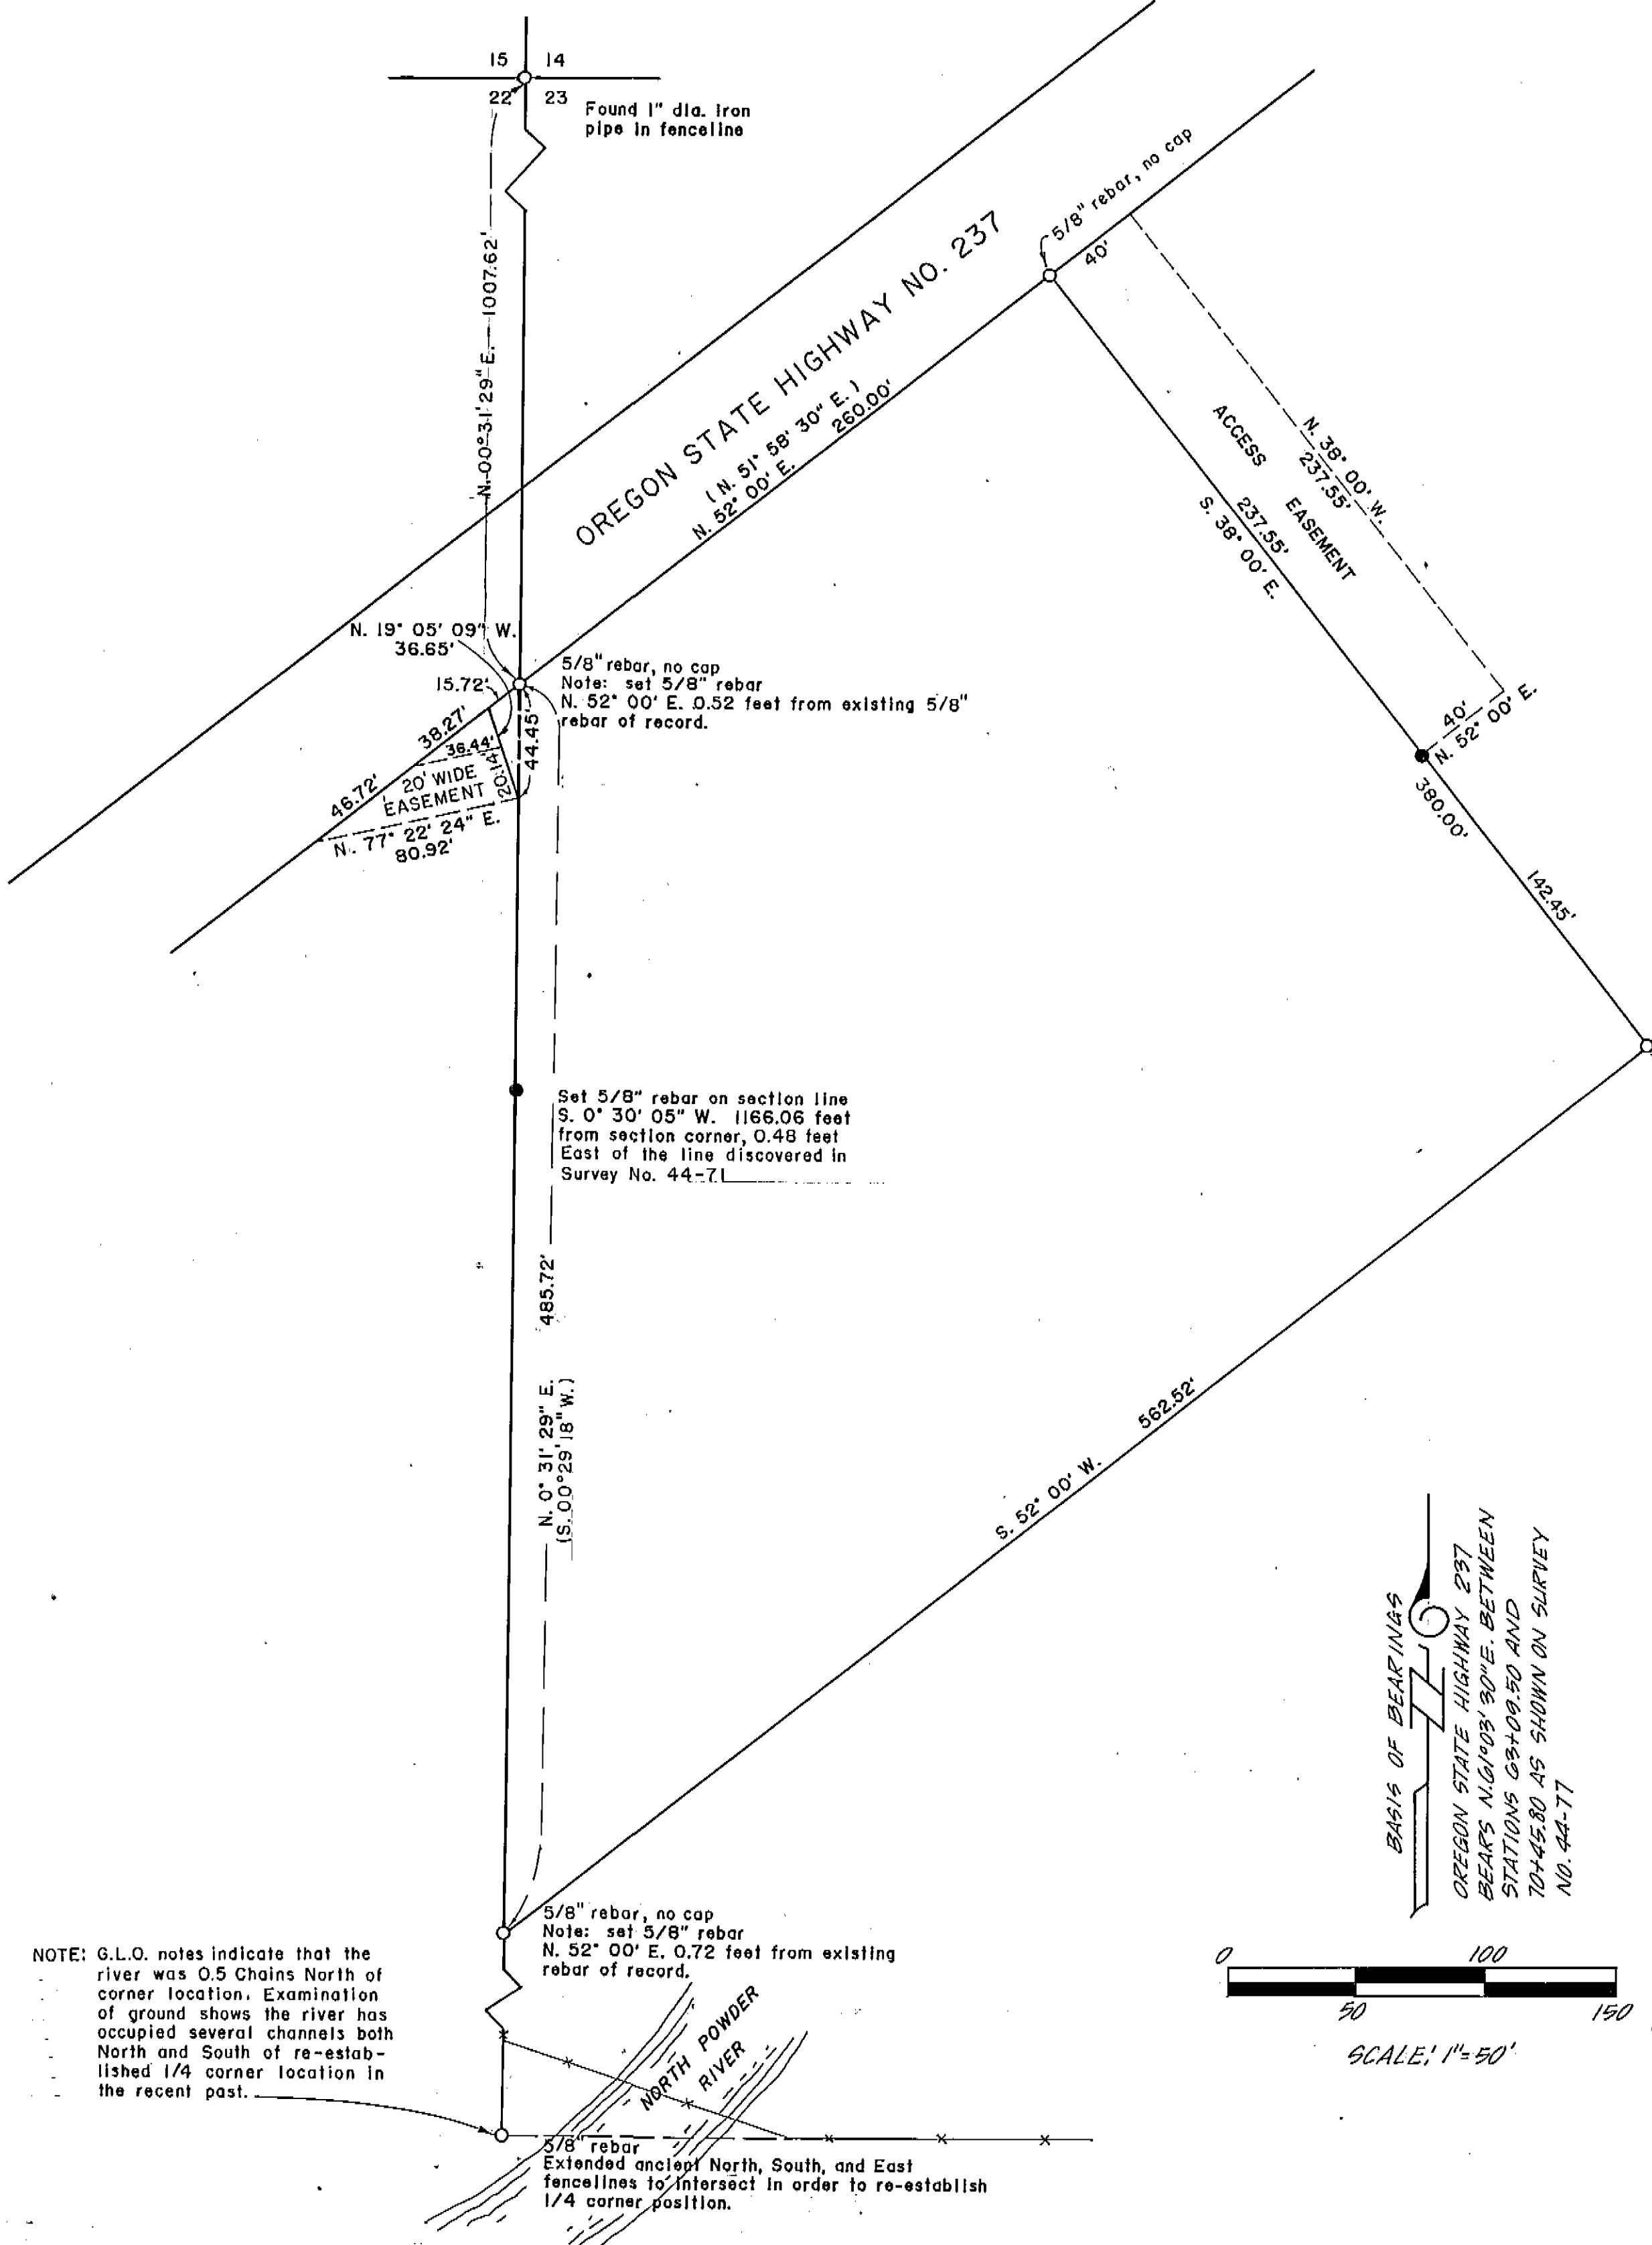 15 14
22 23
Found 1" dia. iron
pipe in fenceline
N. 00° 31' 29" E. 1007.62'
5/8" rebar, no cap
40'
OREGON STATE HIGHWAY NO. 237
( N. 51° 58' 30" E. )
N. 52° 00' E. 260.00'
ACCESS EASEMENT
N. 38° 00' W.
237.55'
237.55'
S. 38° 00' E.
40'
N. 52° 00' E.
380.00'
142.45'
N. 19° 05' 09" W.
36.65'
15.72'
38.27'
36.44'
46.72'
20' WIDE
EASEMENT
20.14'
44.45'
N. 77° 22' 24" E.
80.92'
5/8" rebar, no cap
Note: set 5/8" rebar
N. 52° 00' E. 0.52 feet from existing 5/8"
rebar of record.
Set 5/8" rebar on section line
S. 0° 30' 05" W. 1166.06 feet
from section corner, 0.48 feet
East of the line discovered in
Survey No. 44-71
485.72'
N. 0° 31' 29" E.
(S. 00° 29' 18" W.)
562.52'
S. 52° 00' W.
BASIS OF BEARINGS
OREGON STATE HIGHWAY 237
BEARS N.61°03'30"E. BETWEEN
STATIONS 63+09.50 AND
70+45.80 AS SHOWN ON SURVEY
NO. 44-77
5/8" rebar, no cap
Note: set 5/8" rebar
N. 52° 00' E. 0.72 feet from existing
rebar of record.
NOTE: G.L.O. notes indicate that the
river was 0.5 Chains North of
corner location. Examination
of ground shows the river has
occupied several channels both
North and South of re-estab-
lished 1/4 corner location in
the recent past.
NORTH POWDER
RIVER
5/8" rebar
Extended ancient North, South, and East
fencelines to intersect in order to re-establish
1/4 corner position.
0 100
50 150
SCALE: 1"=50'